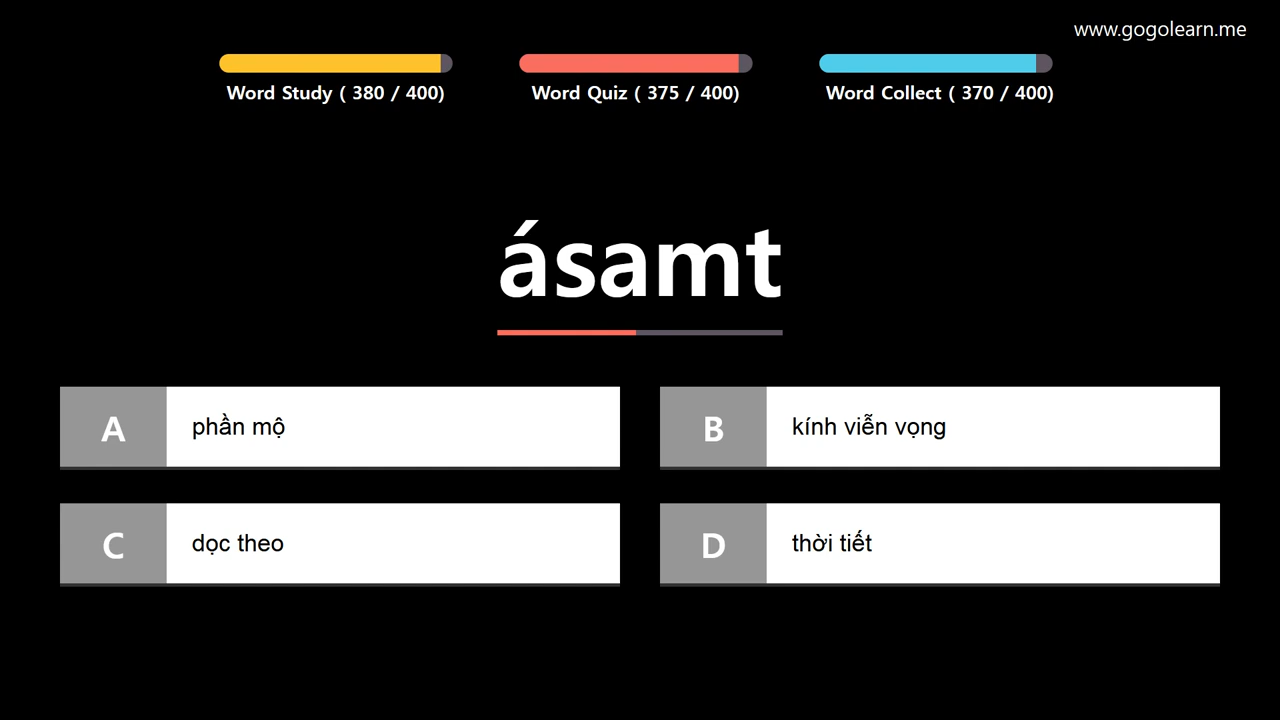 www.gogolearn.me
Word Study ( 380 / 400)
Word Quiz ( 375 / 400)
Word Collect ( 370 / 400)
ásamt
A
phần mộ
B
kính viễn vọng
C
dọc theo
D
thời tiết